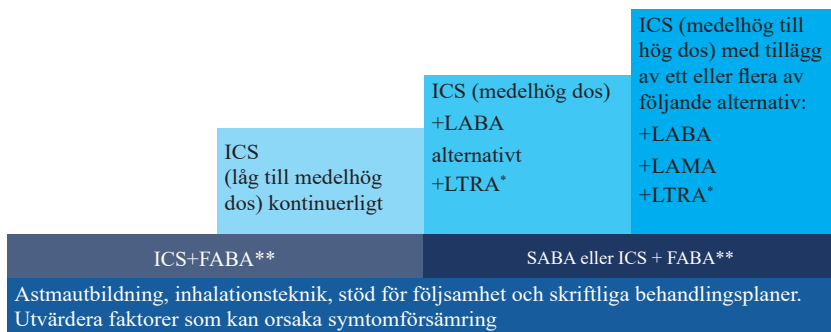 ICS
(låg till medelhög
dos) kontinuerligt
ICS (medelhög dos)
+LABA
alternativt
+LTRA*
ICS (medelhög till
hög dos) med tillägg
av ett eller flera av
följande alternativ:
+LABA
+LAMA
+LTRA*
ICS+FABA**
SABA eller ICS + FABA**
Astmautbildning, inhalationsteknik, stöd för följsamhet och skriftliga behandlingsplaner.
Utvärdera faktorer som kan orsaka symtomförsämring